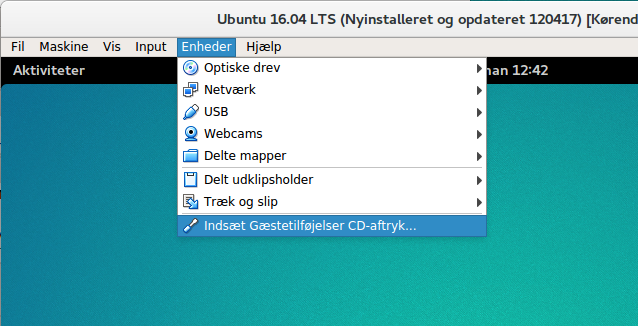 Ubuntu 16.04 LTS (Nyinstalleret og opdateret 120417) [Kørend
Fil Maskine Vis Input Enheder Hjælp
Aktiviteter man 12:42
Optiske drev
Netværk
USB
Webcams
Delte mapper
Delt udklipsholder
Træk og slip
Indsæt Gæstetilføjelser CD-aftryk...